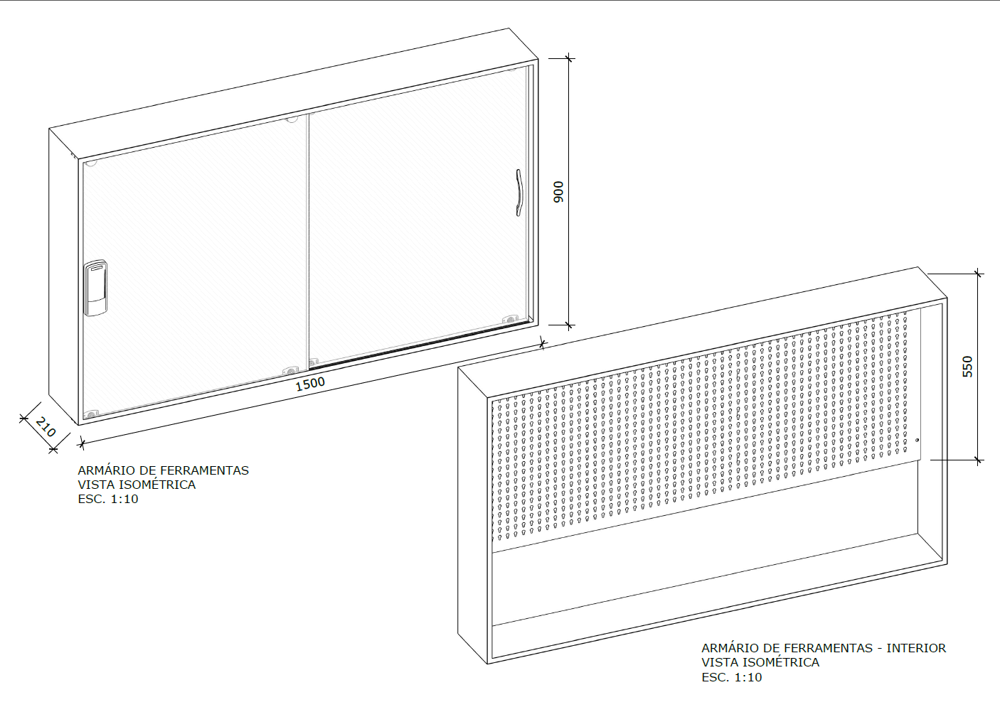 900
1500
210
ARMÁRIO DE FERRAMENTAS
VISTA ISOMÉTRICA
ESC. 1:10
550
ARMÁRIO DE FERRAMENTAS - INTERIOR
VISTA ISOMÉTRICA
ESC. 1:10